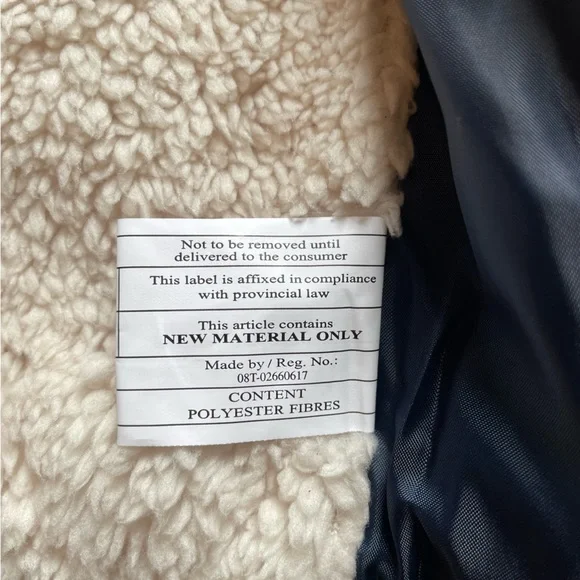 Not to be removed until
delivered to the consumer
This label is affixed in compliance
with provincial law
This article contains
NEW MATERIAL ONLY
Made by / Reg. No.:
08T-02660617
CONTENT
POLYESTER FIBRES